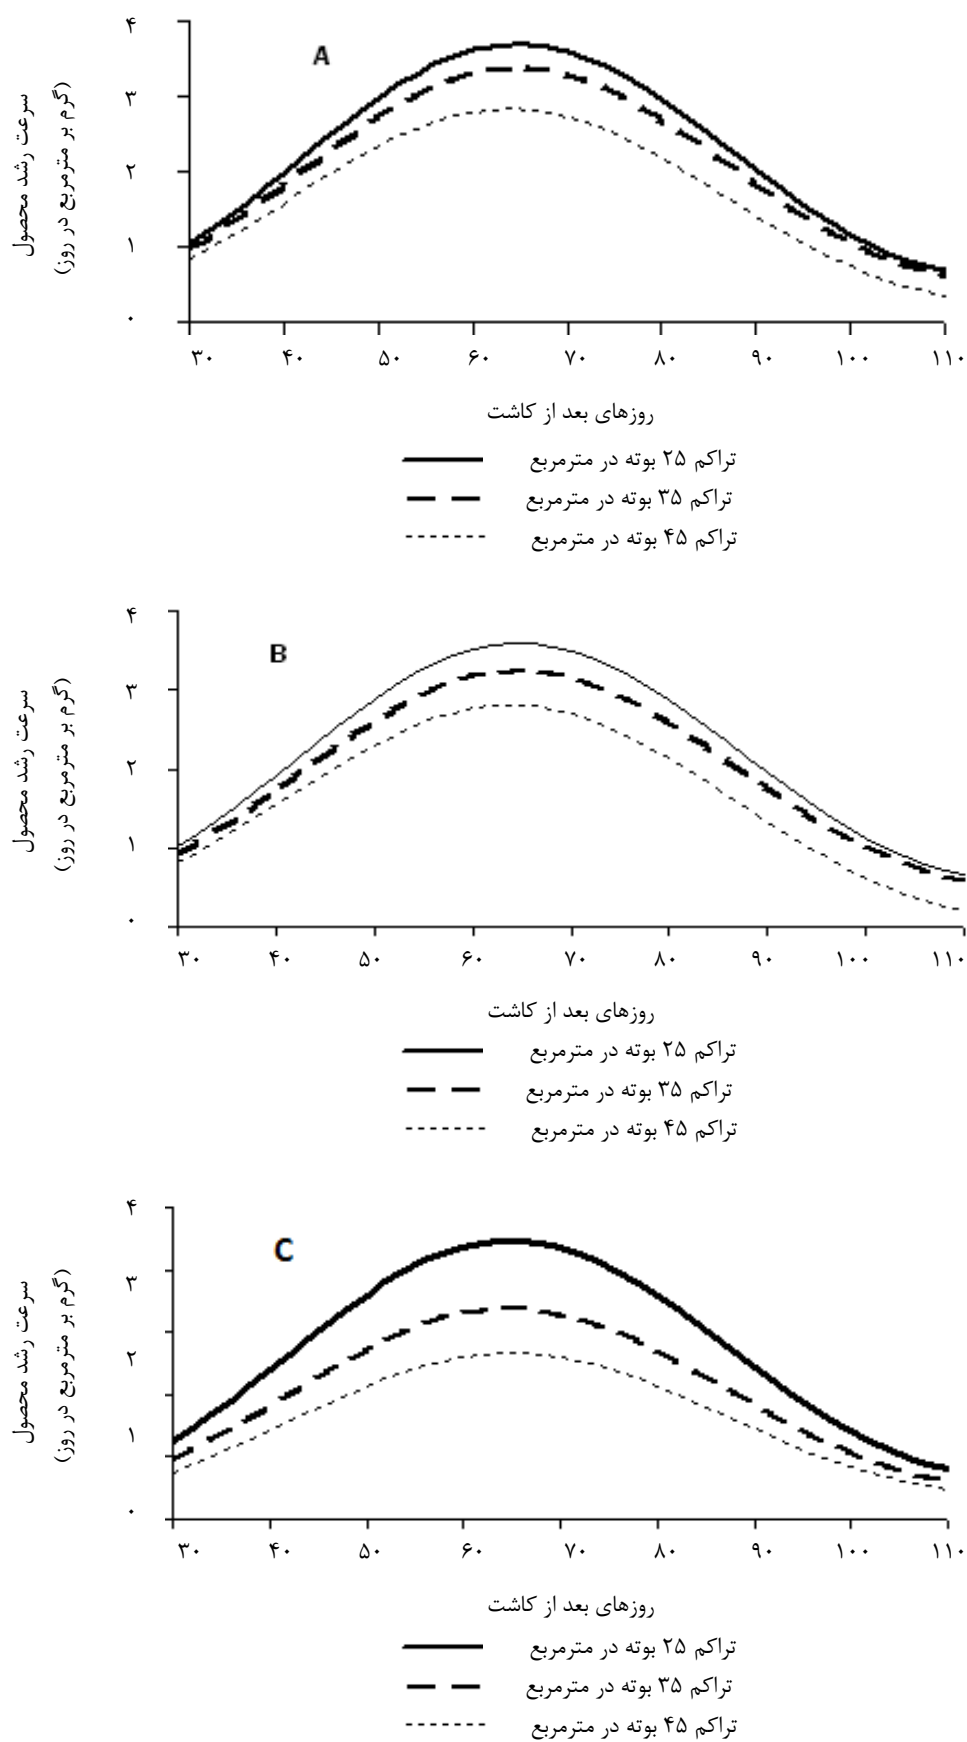 A
سرعت رشد محصول
(گرم بر مترمربع در روز)
۴
۳
۲
۱
۰
۳۰ ۴۰ ۵۰ ۶۰ ۷۰ ۸۰ ۹۰ ۱۰۰ ۱۱۰
روزهای بعد از کاشت
تراکم ۲۵ بوته در مترمربع
تراکم ۳۵ بوته در مترمربع
تراکم ۴۵ بوته در مترمربع
B
سرعت رشد محصول
(گرم بر مترمربع در روز)
۴
۳
۲
۱
۰
۳۰ ۴۰ ۵۰ ۶۰ ۷۰ ۸۰ ۹۰ ۱۰۰ ۱۱۰
روزهای بعد از کاشت
تراکم ۲۵ بوته در مترمربع
تراکم ۳۵ بوته در مترمربع
تراکم ۴۵ بوته در مترمربع
C
سرعت رشد محصول
(گرم بر مترمربع در روز)
۴
۳
۲
۱
۰
۳۰ ۴۰ ۵۰ ۶۰ ۷۰ ۸۰ ۹۰ ۱۰۰ ۱۱۰
روزهای بعد از کاشت
تراکم ۲۵ بوته در مترمربع
تراکم ۳۵ بوته در مترمربع
تراکم ۴۵ بوته در مترمربع